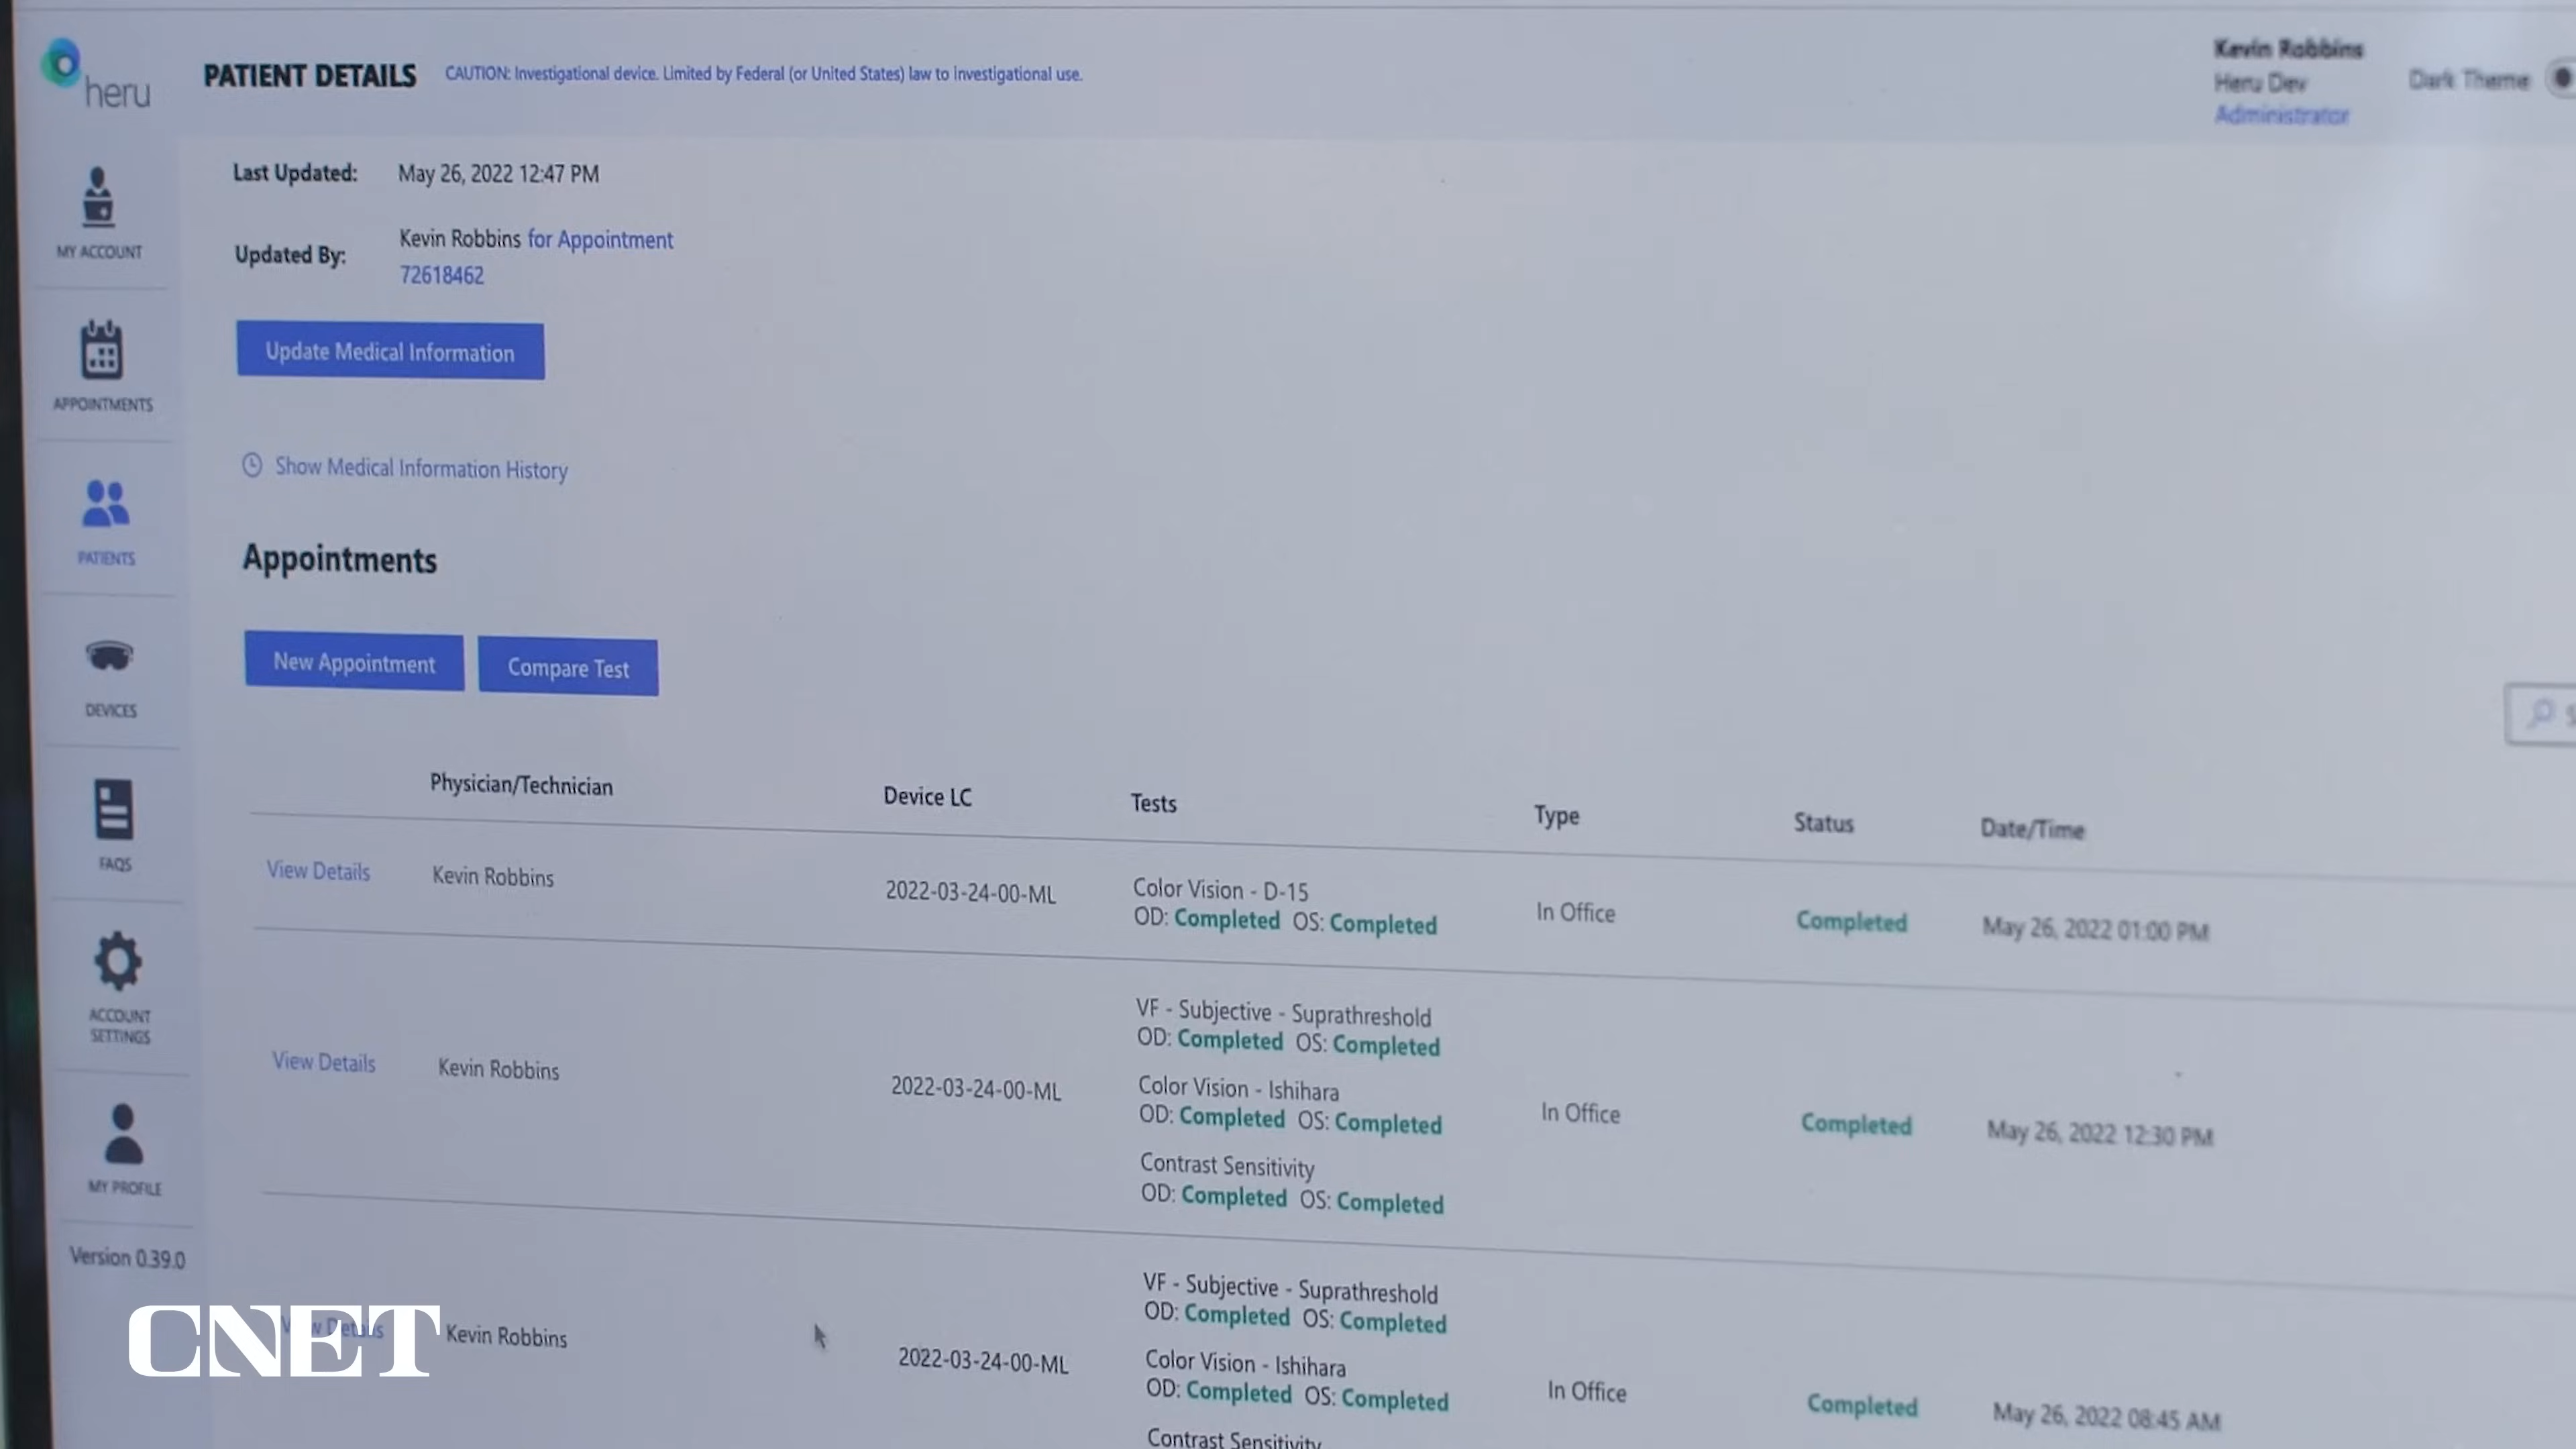 heru
PATIENT DETAILS
CAUTION: Investigational device. Limited by Federal (or United States) law to investigational use.
Kevin Robbins
Heru Dev
Administrator
Dark Theme
MY ACCOUNT
APPOINTMENTS
PATIENTS
DEVICES
FAQS
ACCOUNT
SETTINGS
MY PROFILE
Version 0.39.0
Last Updated: May 26, 2022 12:47 PM
Updated By: Kevin Robbins for Appointment
72618462
Update Medical Information
Show Medical Information History
Appointments
New Appointment Compare Test
Physician/Technician Device LC Tests Type Status Date/Time
View Details Kevin Robbins 2022-03-24-00-ML Color Vision - D-15 In Office Completed May 26, 2022 01:00 PM
OD: Completed OS: Completed
VF - Subjective - Suprathreshold
OD: Completed OS: Completed
View Details Kevin Robbins 2022-03-24-00-ML Color Vision - Ishihara In Office Completed May 26, 2022 12:30 PM
OD: Completed OS: Completed
Contrast Sensitivity
OD: Completed OS: Completed
VF - Subjective - Suprathreshold
OD: Completed OS: Completed
View Details Kevin Robbins 2022-03-24-00-ML Color Vision - Ishihara In Office Completed May 26, 2022 08:45 AM
OD: Completed OS: Completed
Contrast Sensitivity
CNET